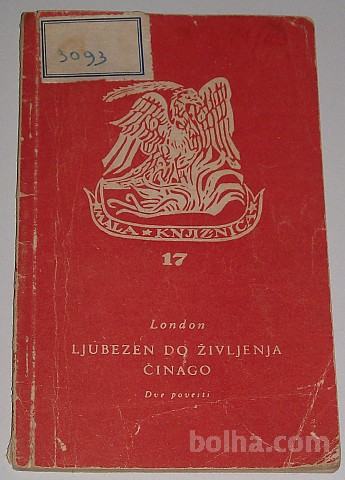 3093
MALA ★ KNJIŽNICA
17
London
LJUBEZEN DO ŽIVLJENJA
ČINAGO
Dve povesti
bolha.com